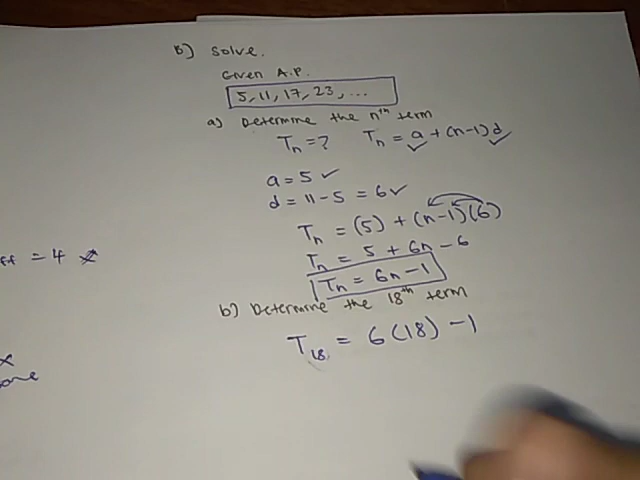 B) solve.
Given A.P.
5, 11, 17, 23, ...
a) Determine the nth term
Tn = ? Tn = a + (n-1)d
a = 5 ✓
d = 11 - 5 = 6 ✓
Tn = (5) + (n-1)(6)
Tn = 5 + 6n - 6
ff = 4
Tn = 6n - 1
b) Determine the 18th term
T18 = 6(18) - 1